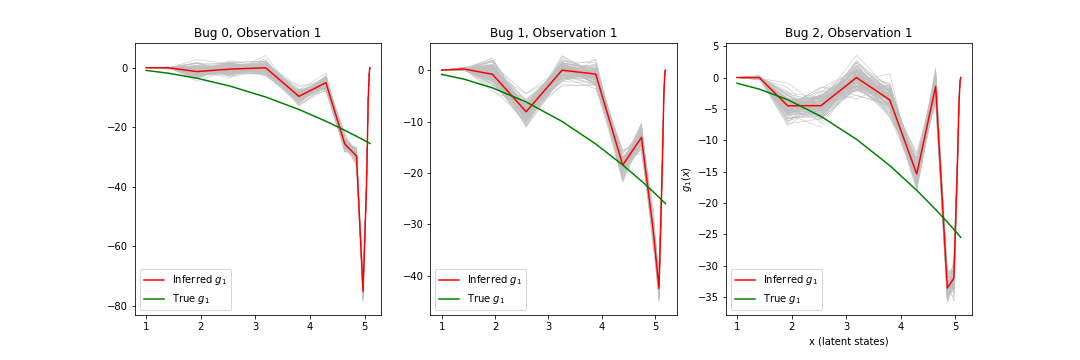 Bug 0, Observation 1
0
−20
−40
−60
−80
1 2 3 4 5
Inferred g₁
True g₁
Bug 1, Observation 1
0
−10
−20
−30
−40
1 2 3 4 5
Inferred g₁
True g₁
Bug 2, Observation 1
g₁(x)
5
0
−5
−10
−15
−20
−25
−30
−35
1 2 3 4 5
x (latent states)
Inferred g₁
True g₁